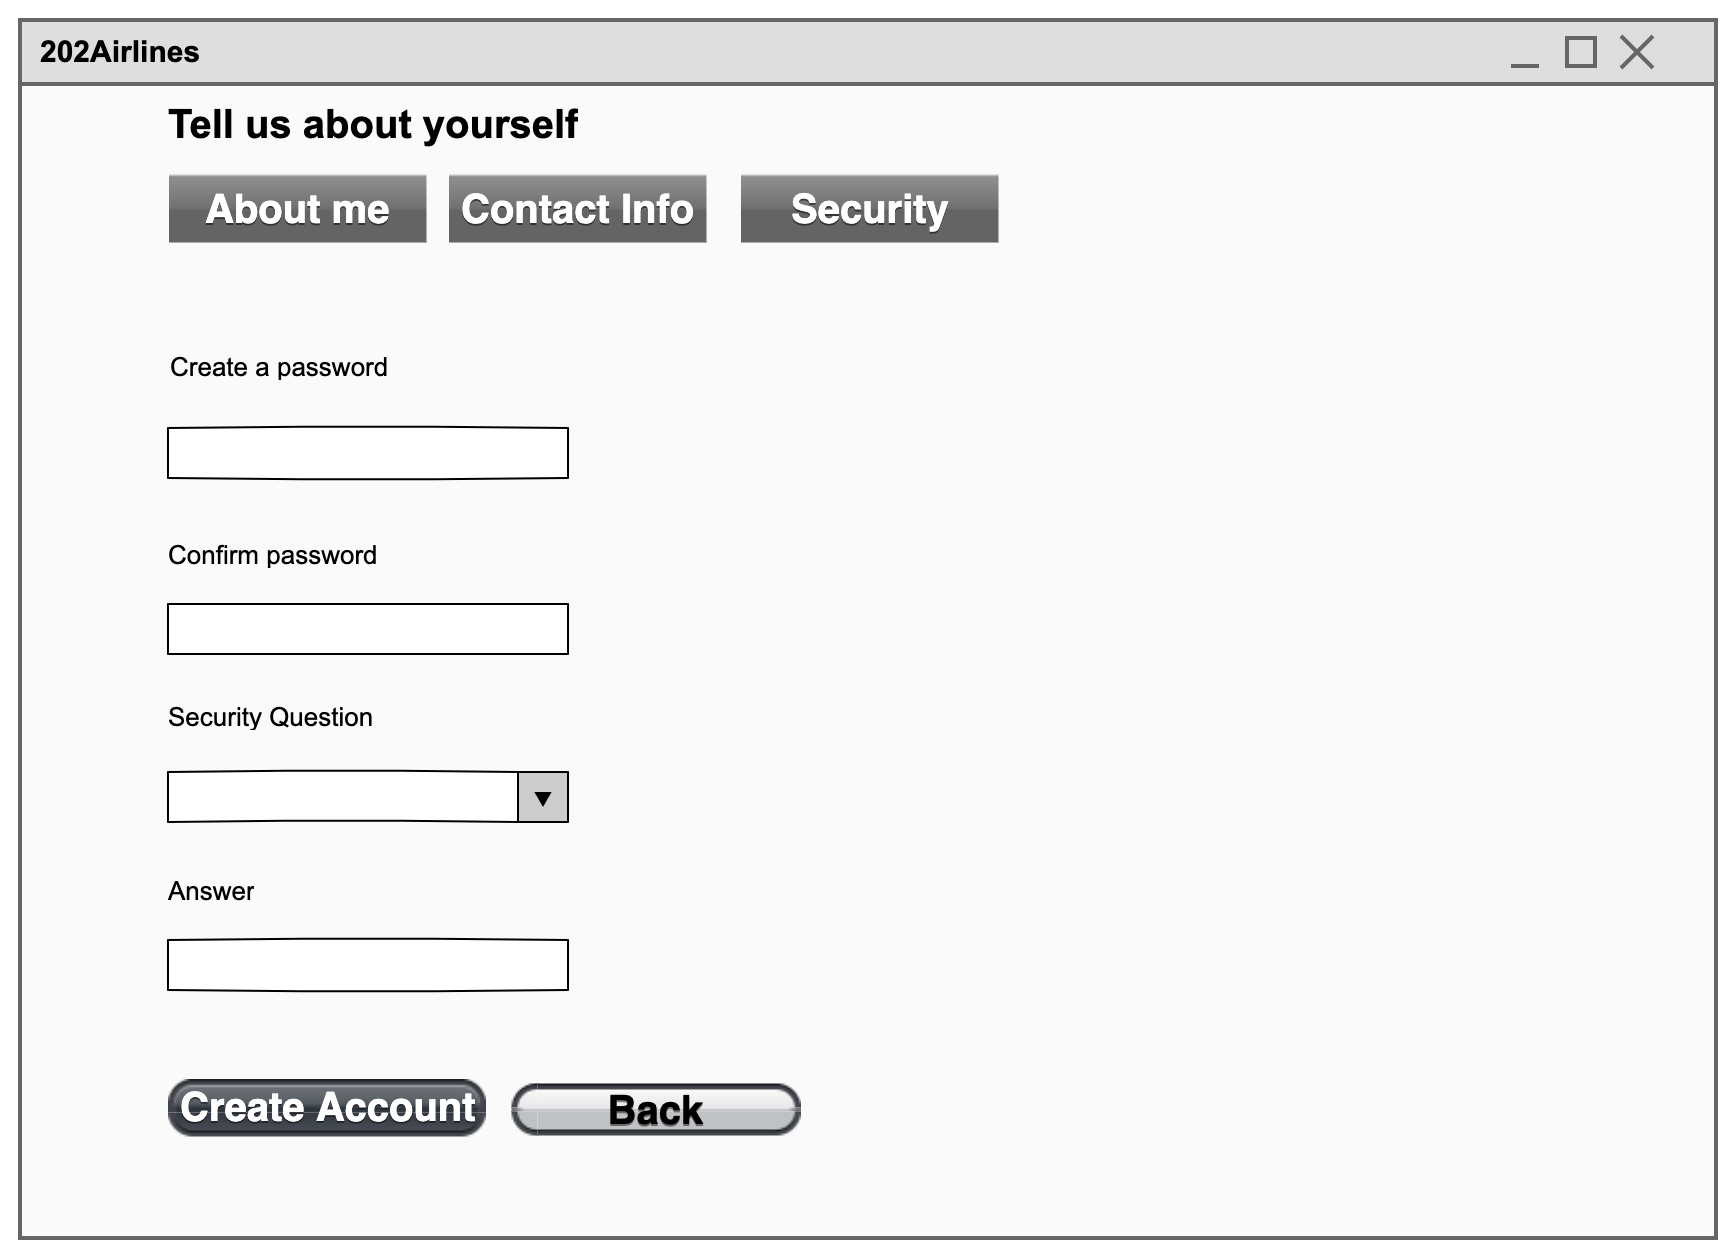 202Airlines
Tell us about yourself
About me Contact Info Security
Create a password
Confirm password
Security Question
Answer
Create Account Back